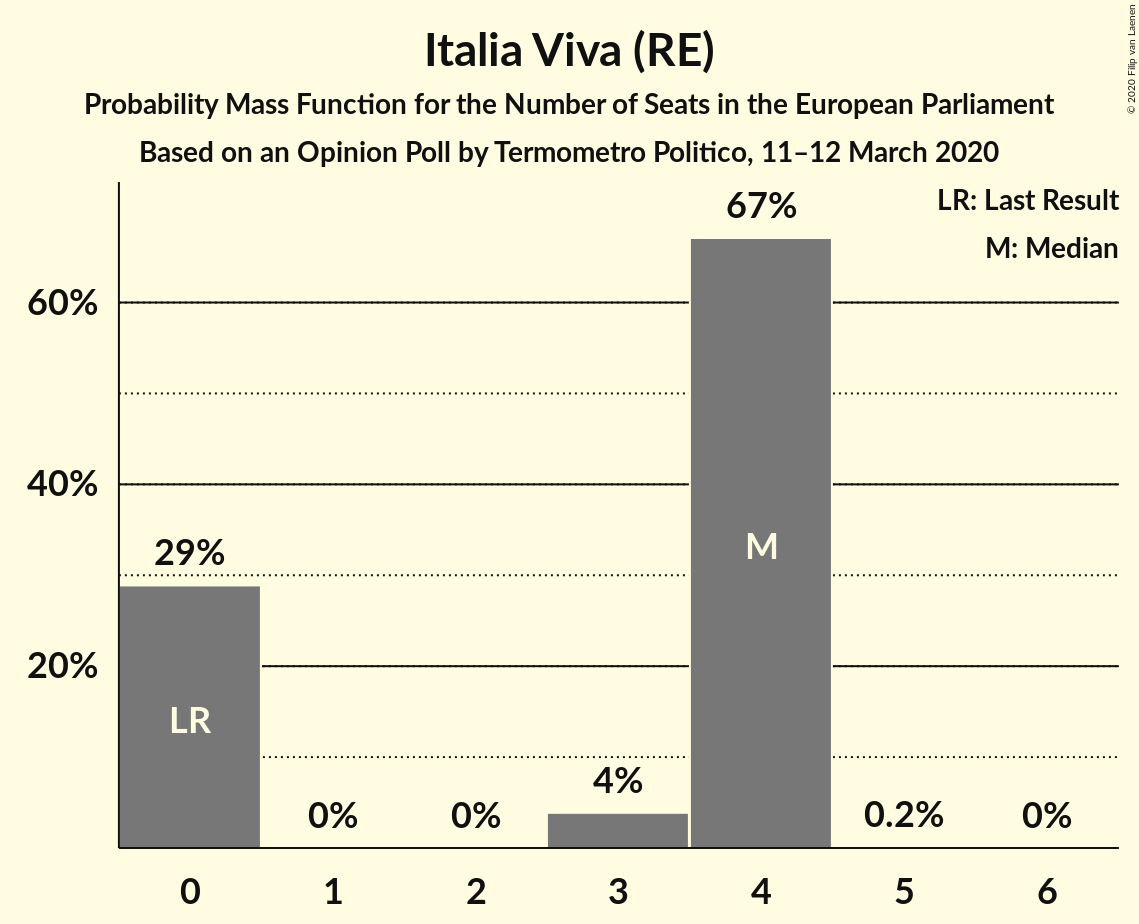 Italia Viva (RE)
Probability Mass Function for the Number of Seats in the European Parliament
Based on an Opinion Poll by Termometro Politico, 11–12 March 2020
© 2020 Filip van Laenen
LR: Last Result
M: Median
60%
40%
20%
29%
0%
0%
4%
67%
0.2%
0%
LR
M
0
1
2
3
4
5
6